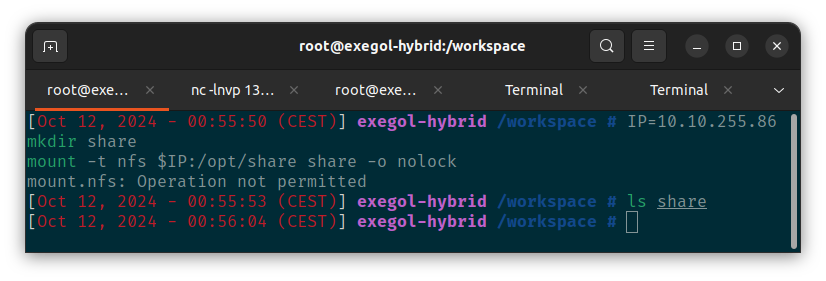 root@exegol-hybrid:/workspace
root@exe… nc -lnvp 13… root@exe… Terminal Terminal
[Oct 12, 2024 - 00:55:50 (CEST)] exegol-hybrid /workspace # IP=10.10.255.86
mkdir share
mount -t nfs $IP:/opt/share share -o nolock
mount.nfs: Operation not permitted
[Oct 12, 2024 - 00:55:53 (CEST)] exegol-hybrid /workspace # ls share
[Oct 12, 2024 - 00:56:04 (CEST)] exegol-hybrid /workspace #